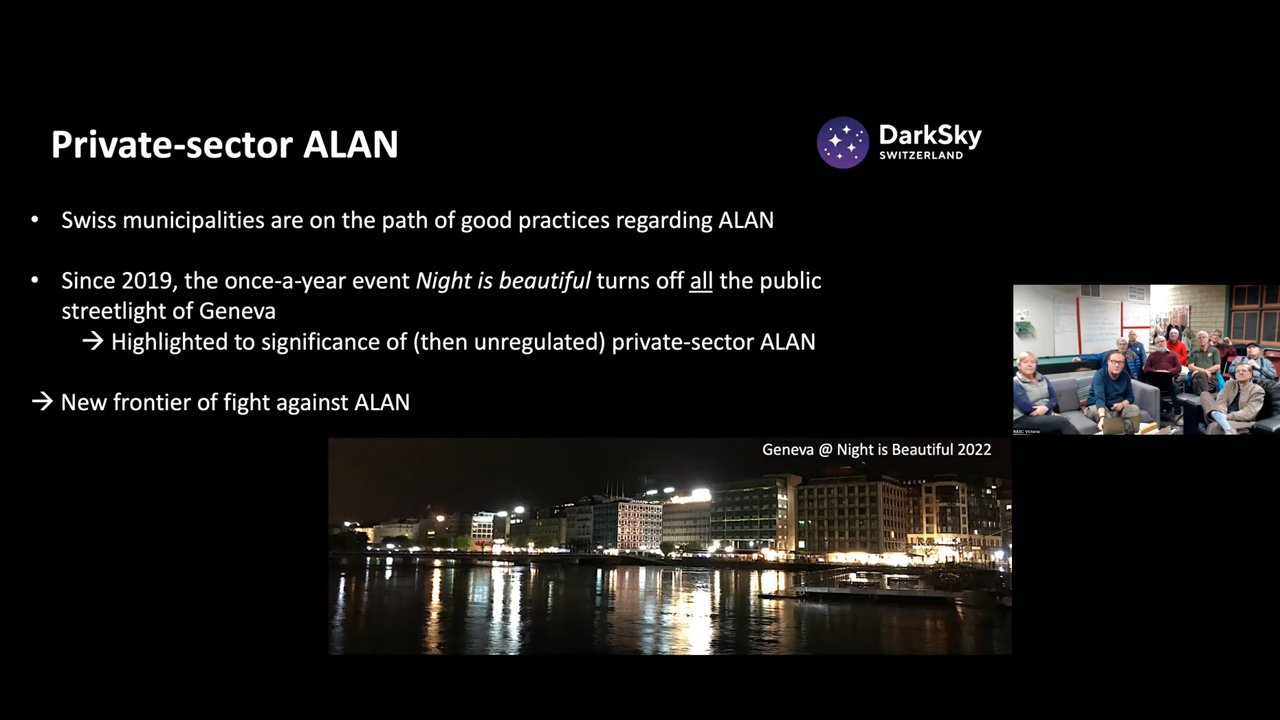 Private-sector ALAN
DarkSky
SWITZERLAND
• Swiss municipalities are on the path of good practices regarding ALAN
• Since 2019, the once-a-year event Night is beautiful turns off all the public
streetlight of Geneva
→ Highlighted to significance of (then unregulated) private-sector ALAN
→ New frontier of fight against ALAN
Geneva @ Night is Beautiful 2022
RASC Victoria